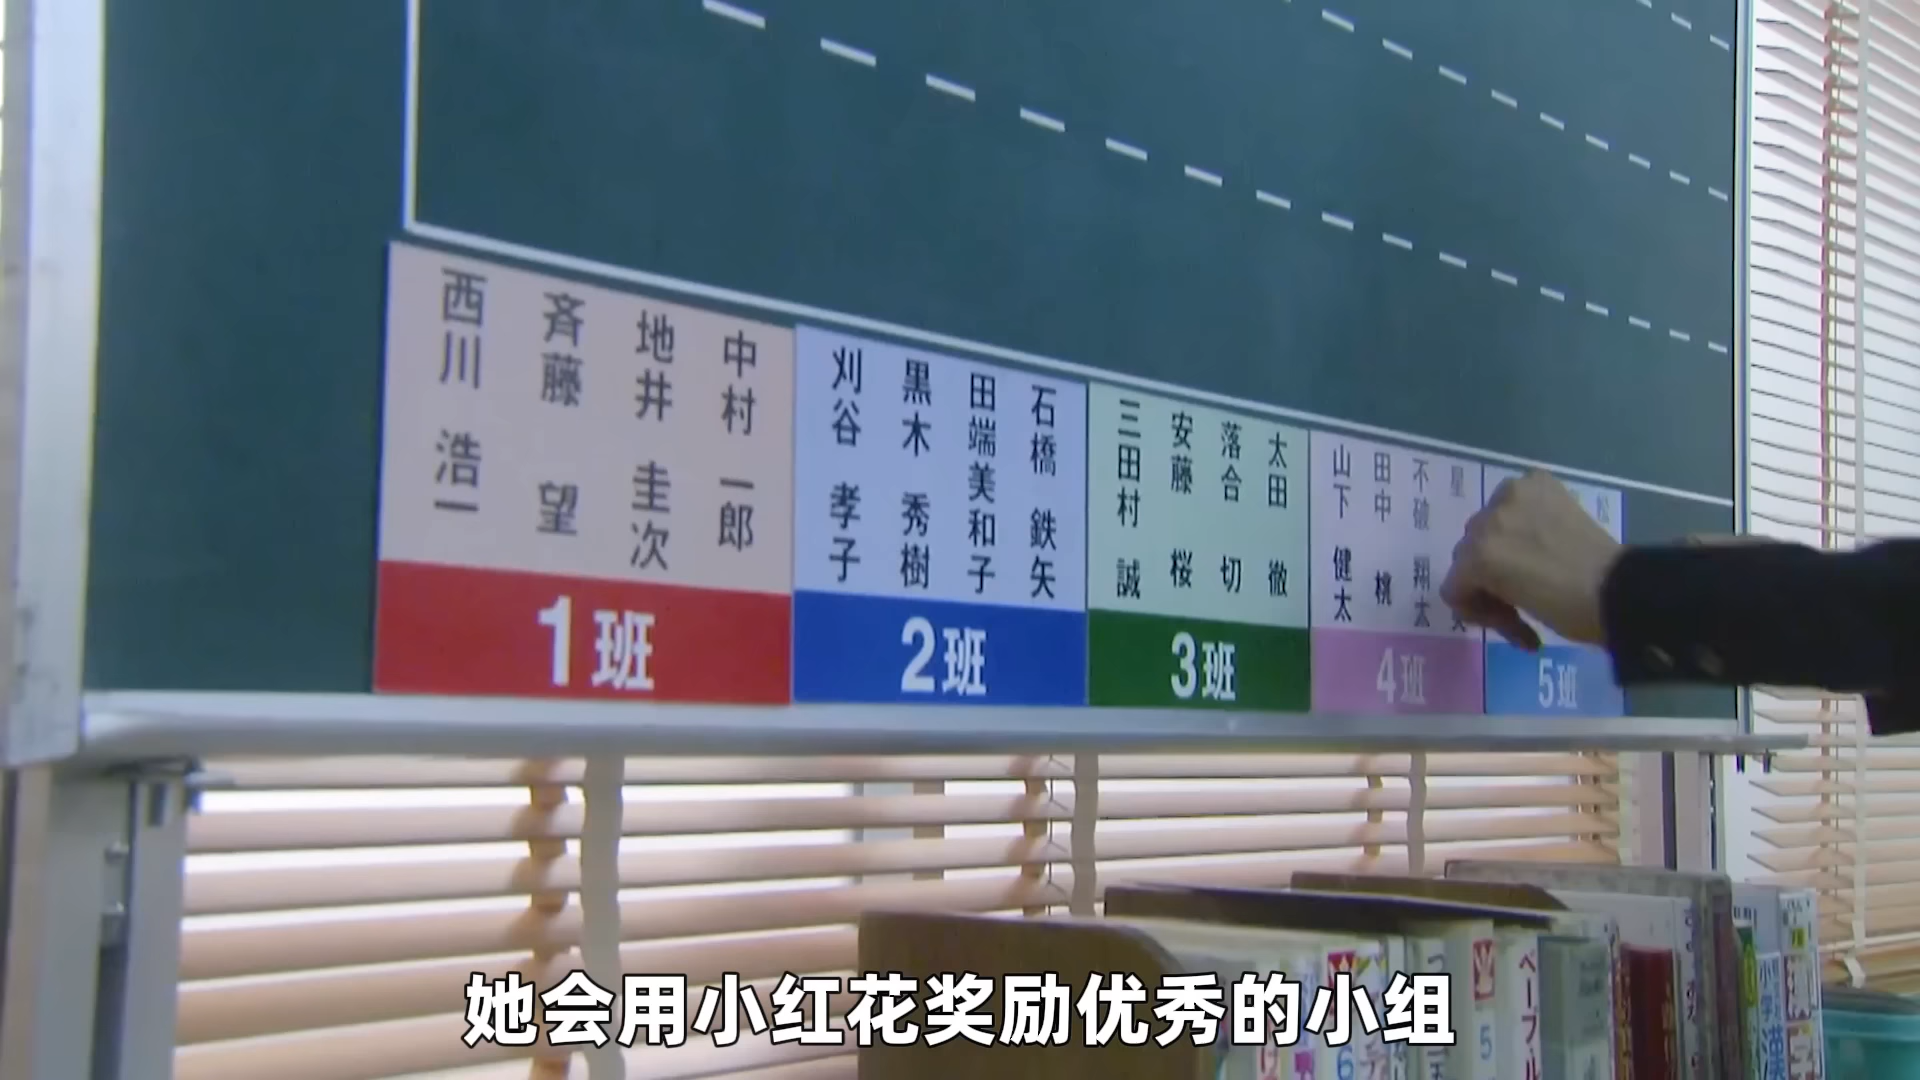 西川 浩一
斉藤 望
地井 圭次
中村 一郎
1班
刈谷 孝子
黒木 秀樹
田端美和子
石橋 鉄矢
2班
三田村 誠
安藤 桜
落合 切
太田 徹
3班
山下 健太
田中 桃
不破 翔太
星
4班
松
5班
她会用小红花奖励优秀的小组